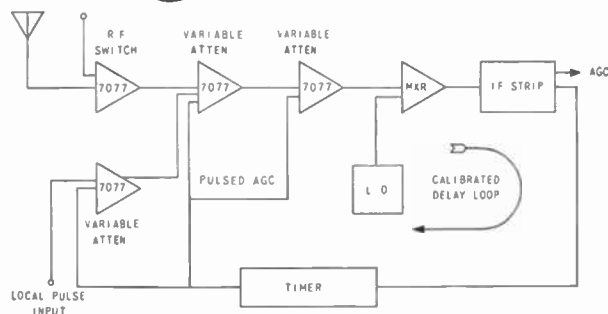 R F
SWITCH
VARIABLE
ATTEN
VARIABLE
ATTEN
7077
7077
7077
MXR
IF STRIP
AGC
7077
VARIABLE
ATTEN
PULSED AGC
L O
CALIBRATED
DELAY LOOP
TIMER
LOCAL PULSE
INPUT